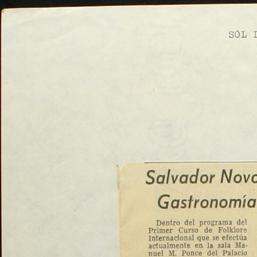 SOL
Salvador Novo
Gastronomía
Dentro del programa del
Primer Curso de Folklore
Internacional que se efectúa
actualmente en la sala Ma-
nuel M. Ponce del Palacio